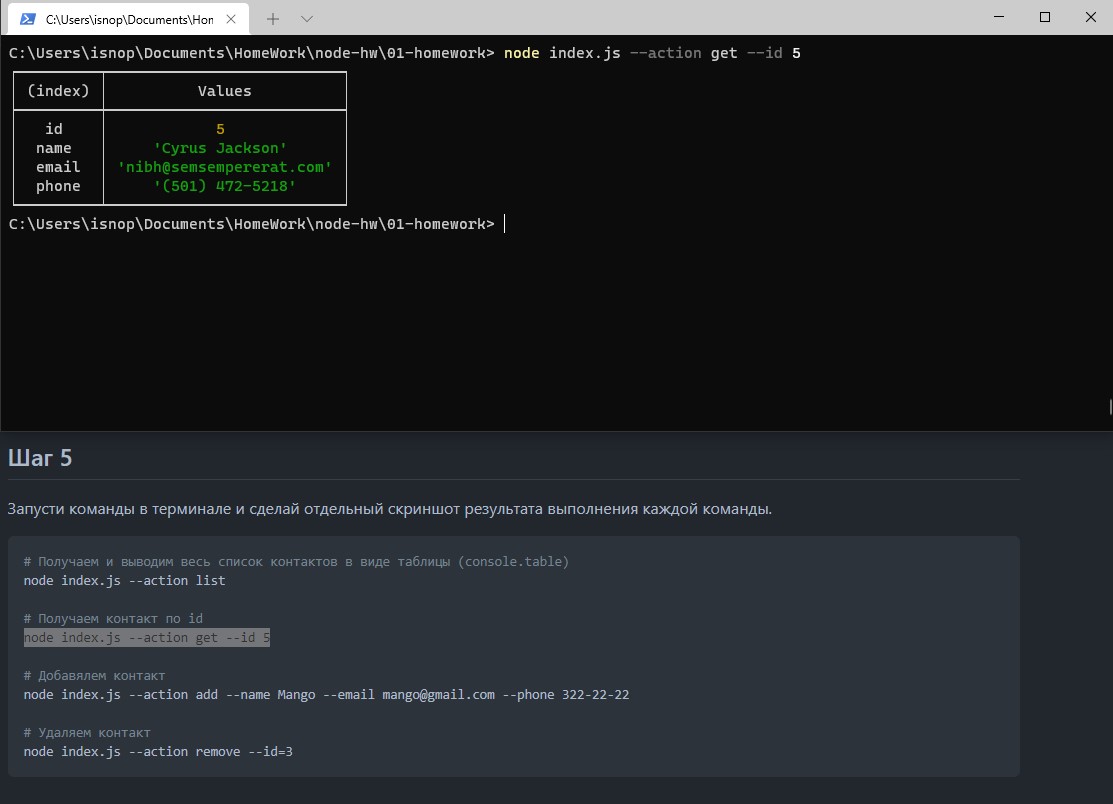 C:\Users\isnop\Documents\Hon
C:\Users\isnop\Documents\HomeWork\node-hw\01-homework> node index.js --action get --id 5
(index) Values
id 5
name 'Cyrus Jackson'
email 'nibh@semsempererat.com'
phone '(501) 472-5218'
C:\Users\isnop\Documents\HomeWork\node-hw\01-homework>
Шаг 5
Запусти команды в терминале и сделай отдельный скриншот результата выполнения каждой команды.
# Получаем и выводим весь список контактов в виде таблицы (console.table)
node index.js --action list
# Получаем контакт по id
node index.js --action get --id 5
# Добавялем контакт
node index.js --action add --name Mango --email mango@gmail.com --phone 322-22-22
# Удаляем контакт
node index.js --action remove --id=3